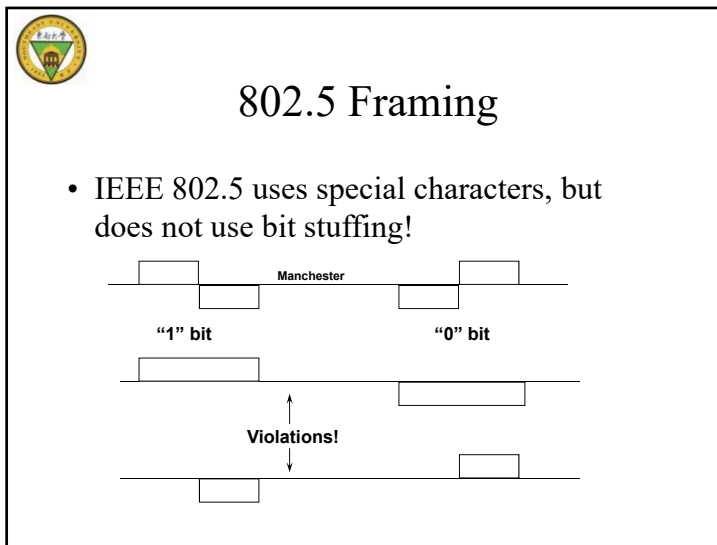 802.5 Framing
• IEEE 802.5 uses special characters, but
does not use bit stuffing!
Manchester
“1” bit
“0” bit
Violations!